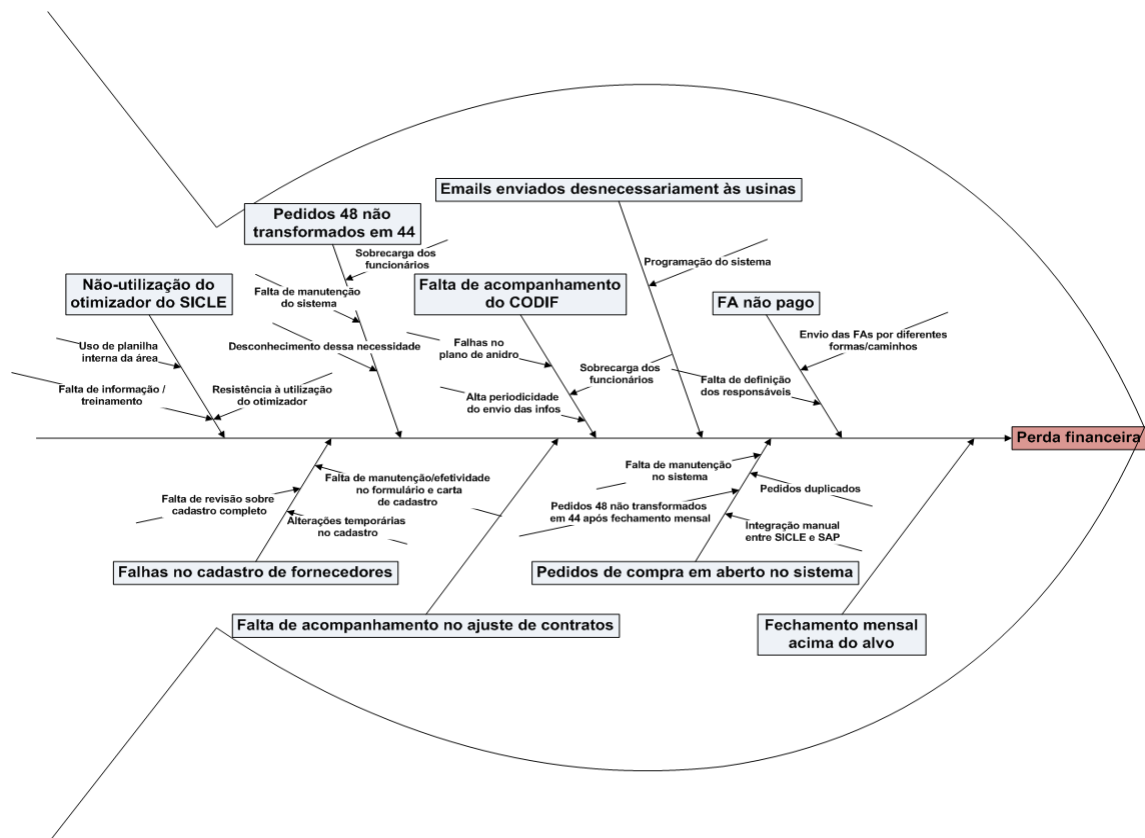 Emails enviados desnecessariament às usinas
Pedidos 48 não
transformados em 44
Sobrecarga dos
funcionários
Programação do sistema
Não-utilização do
otimizador do SICLE
Falta de manutenção
do sistema
Falta de acompanhamento
do CODIF
FA não pago
Uso de planilha
interna da área
Desconhecimento dessa necessidade
Falhas no
plano de anidro
Envio das FAs por diferentes
formas/caminhos
Falta de informação /
treinamento
Resistência à utilização
do otimizador
Sobrecarga dos
funcionários
Alta periodicidade
do envio das infos
Falta de definição
dos responsáveis
Perda financeira
Falta de manutenção/efetividade
no formulário e carta
de cadastro
Falta de revisão sobre
cadastro completo
Alterações temporárias
no cadastro
Falta de manutenção
no sistema
Pedidos duplicados
Pedidos 48 não transformados
em 44 após fechamento mensal
Integração manual
entre SICLE e SAP
Falhas no cadastro de fornecedores
Pedidos de compra em aberto no sistema
Falta de acompanhamento no ajuste de contratos
Fechamento mensal
acima do alvo